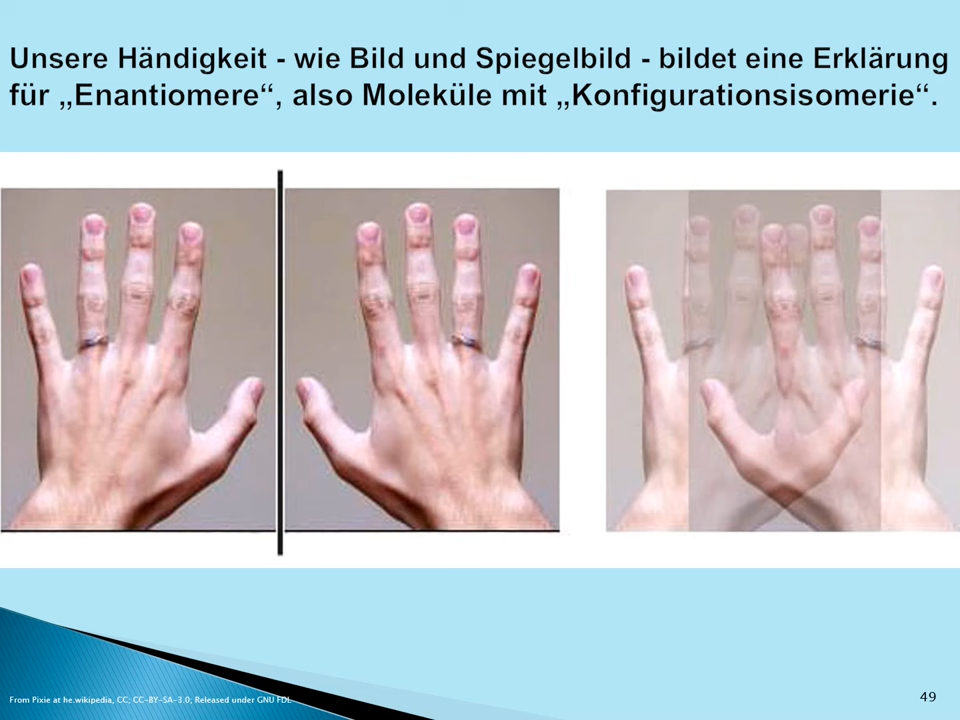 Unsere Händigkeit - wie Bild und Spiegelbild - bildet eine Erklärung
für „Enantiomere“, also Moleküle mit „Konfigurationsisomerie“.
From Pixie at he.wikipedia, CC; CC-BY-SA-3.0; Released under GNU FDL.
49